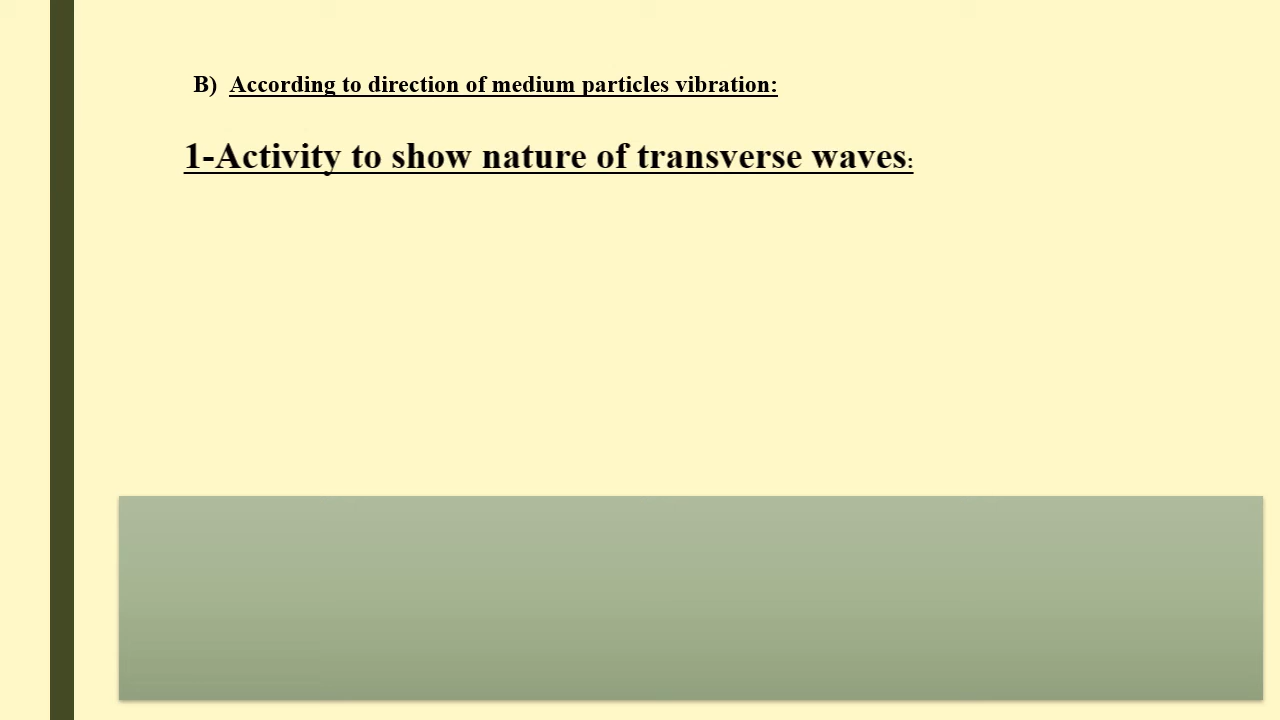 B) According to direction of medium particles vibration:
1-Activity to show nature of transverse waves: